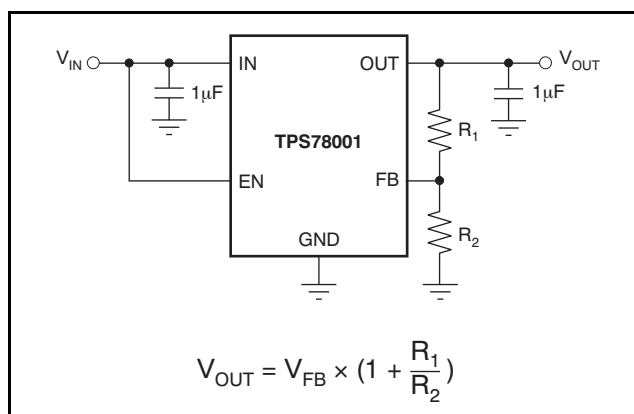 V_IN IN OUT V_OUT
1μF 1μF
R_1
TPS78001
EN FB
R_2
GND
V_OUT = V_FB × (1 + R_1/R_2)